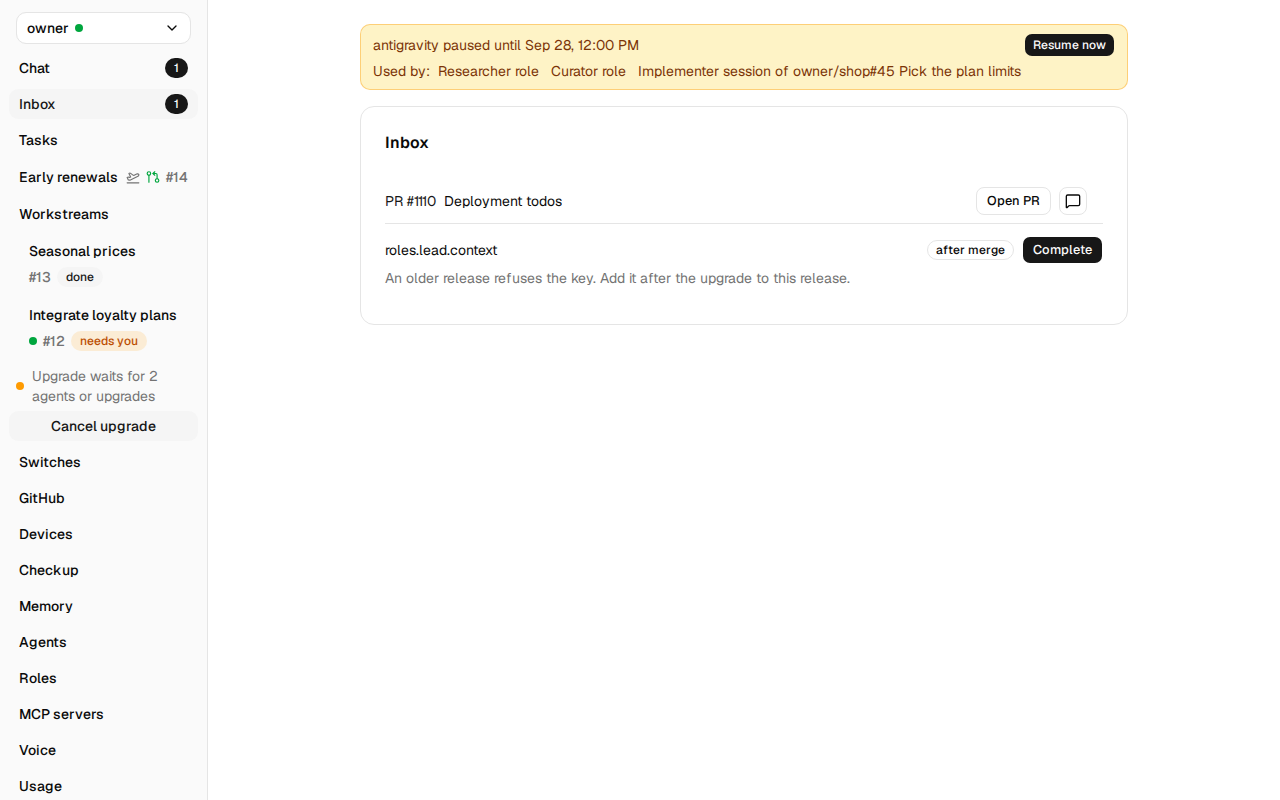 owner
Chat 1
Inbox 1
Tasks
Early renewals #14
Workstreams
Seasonal prices
#13 done
Integrate loyalty plans
#12 needs you
Upgrade waits for 2
agents or upgrades
Cancel upgrade
Switches
GitHub
Devices
Checkup
Memory
Agents
Roles
MCP servers
Voice
Usage
antigravity paused until Sep 28, 12:00 PM Resume now
Used by: Researcher role Curator role Implementer session of owner/shop#45 Pick the plan limits
Inbox
PR #1110 Deployment todos Open PR
roles.lead.context after merge Complete
An older release refuses the key. Add it after the upgrade to this release.